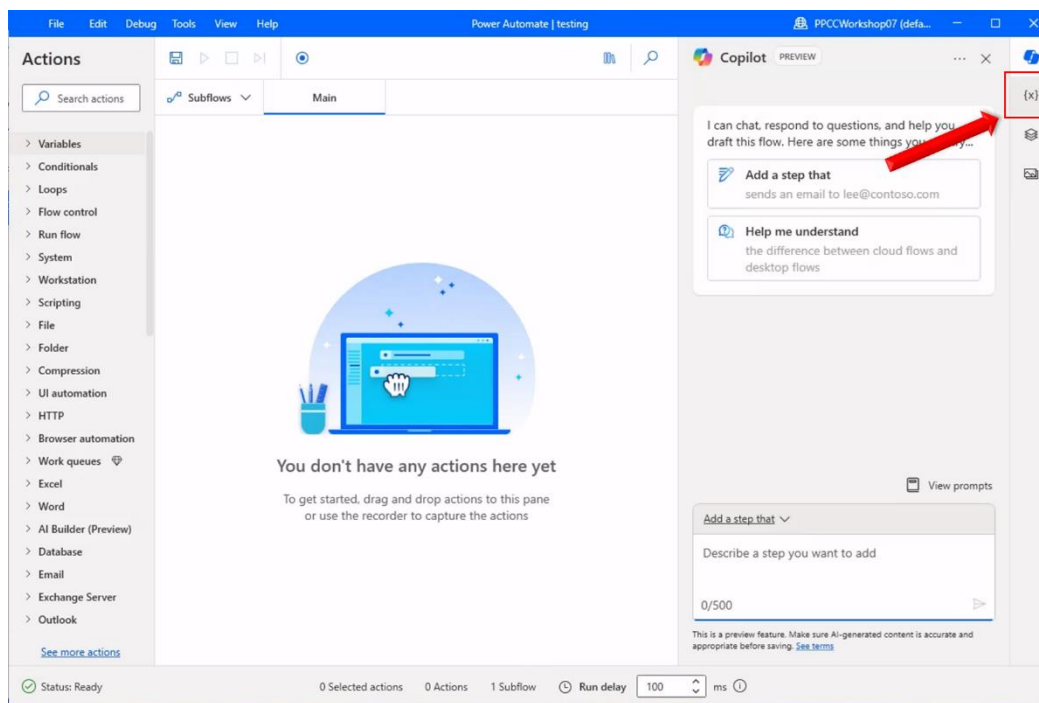 File Edit Debug Tools View Help Power Automate | testing PPCCWorkshop07 (defa...
Actions
Search actions
Variables
Conditionals
Loops
Flow control
Run flow
System
Workstation
Scripting
File
Folder
Compression
UI automation
HTTP
Browser automation
Work queues
Excel
Word
AI Builder (Preview)
Database
Email
Exchange Server
Outlook
See more actions
Subflows Main
You don't have any actions here yet
To get started, drag and drop actions to this pane
or use the recorder to capture the actions
Copilot PREVIEW
I can chat, respond to questions, and help you
draft this flow. Here are some things you
Add a step that
sends an email to lee@contoso.com
Help me understand
the difference between cloud flows and
desktop flows
View prompts
Add a step that
Describe a step you want to add
0/500
This is a preview feature. Make sure AI-generated content is accurate and
appropriate before saving. See terms
{x}
Status: Ready 0 Selected actions 0 Actions 1 Subflow Run delay 100 ms